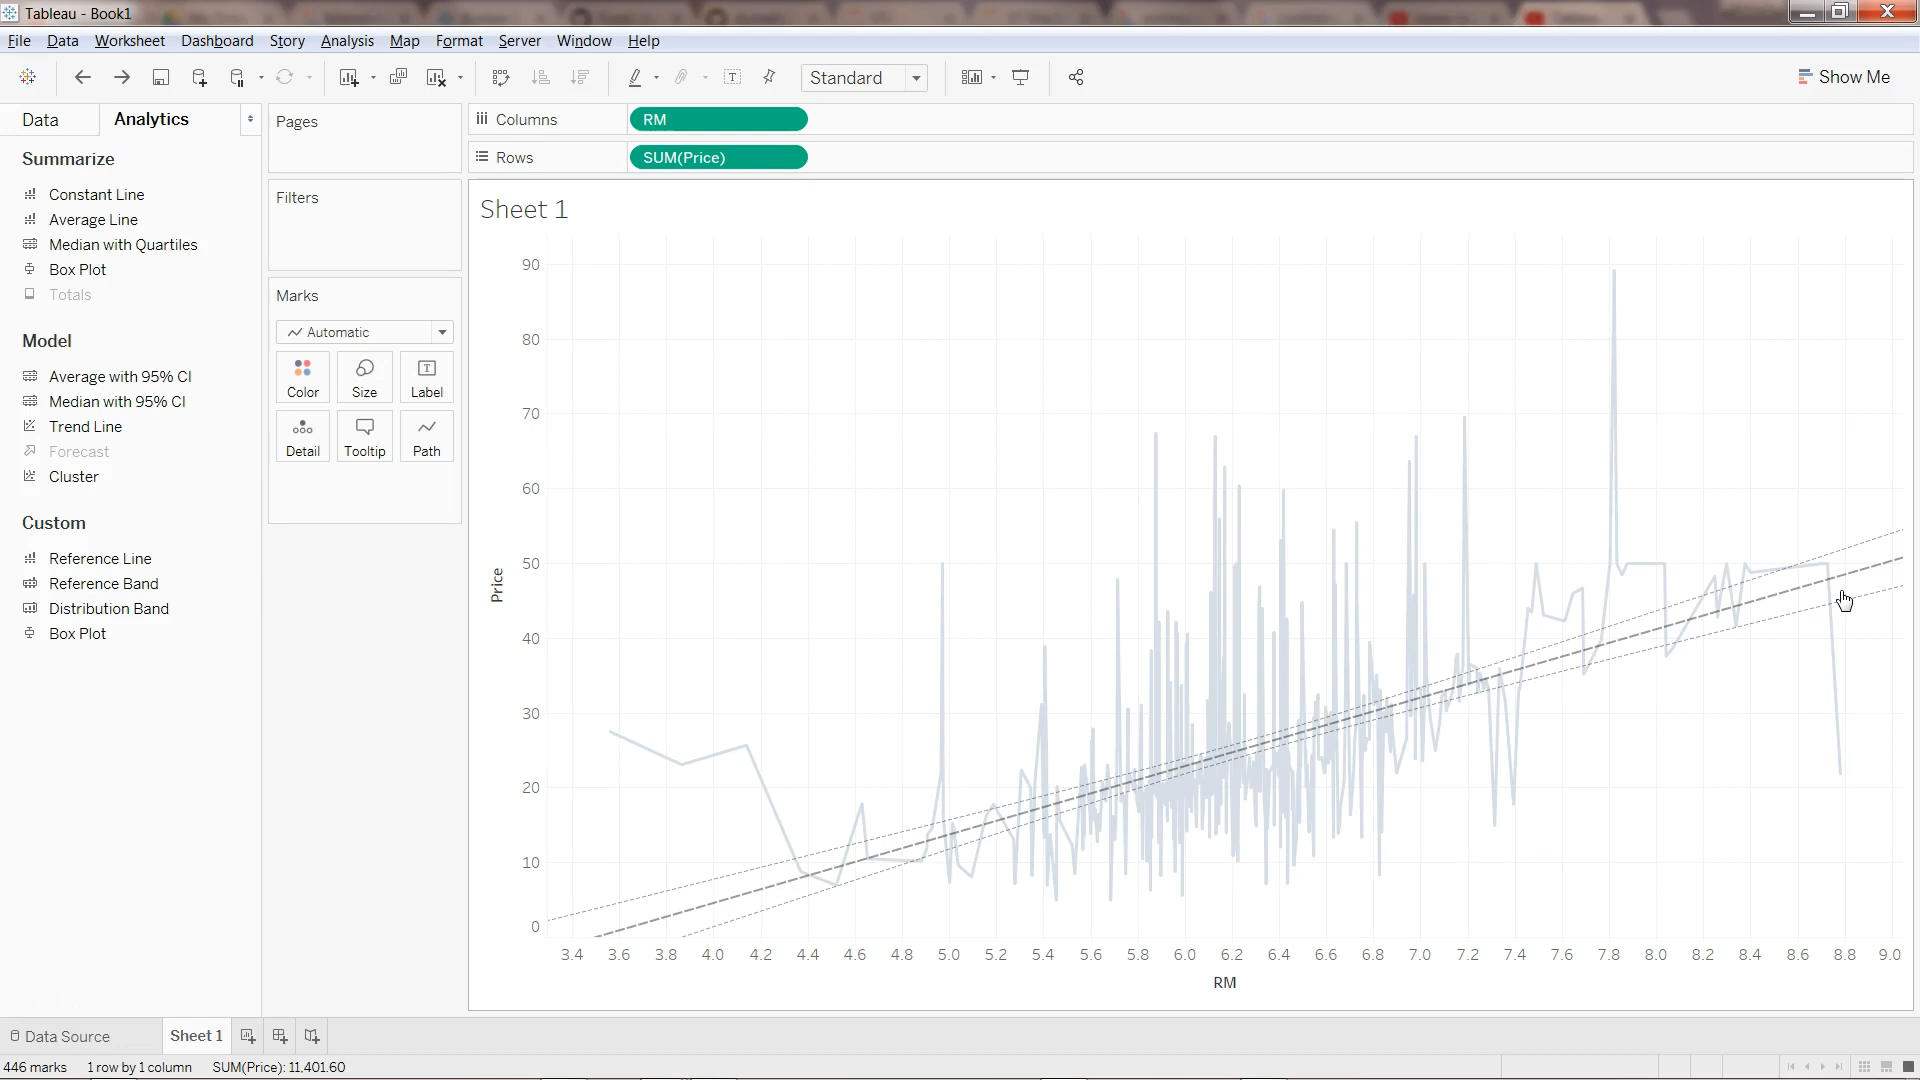 Tableau - Book1
File Data Worksheet Dashboard Story Analysis Map Format Server Window Help
Standard
Show Me
Data Analytics
Pages
Columns RM
Rows SUM(Price)
Summarize
Constant Line
Average Line
Median with Quartiles
Box Plot
Totals
Model
Average with 95% CI
Median with 95% CI
Trend Line
Forecast
Cluster
Custom
Reference Line
Reference Band
Distribution Band
Box Plot
Filters
Marks
Automatic
Color Size Label
Detail Tooltip Path
Sheet 1
90
80
70
60
50
40
30
20
10
0
Price
3.4 3.6 3.8 4.0 4.2 4.4 4.6 4.8 5.0 5.2 5.4 5.6 5.8 6.0 6.2 6.4 6.6 6.8 7.0 7.2 7.4 7.6 7.8 8.0 8.2 8.4 8.6 8.8 9.0
RM
Data Source Sheet 1
446 marks 1 row by 1 column SUM(Price): 11,401.60